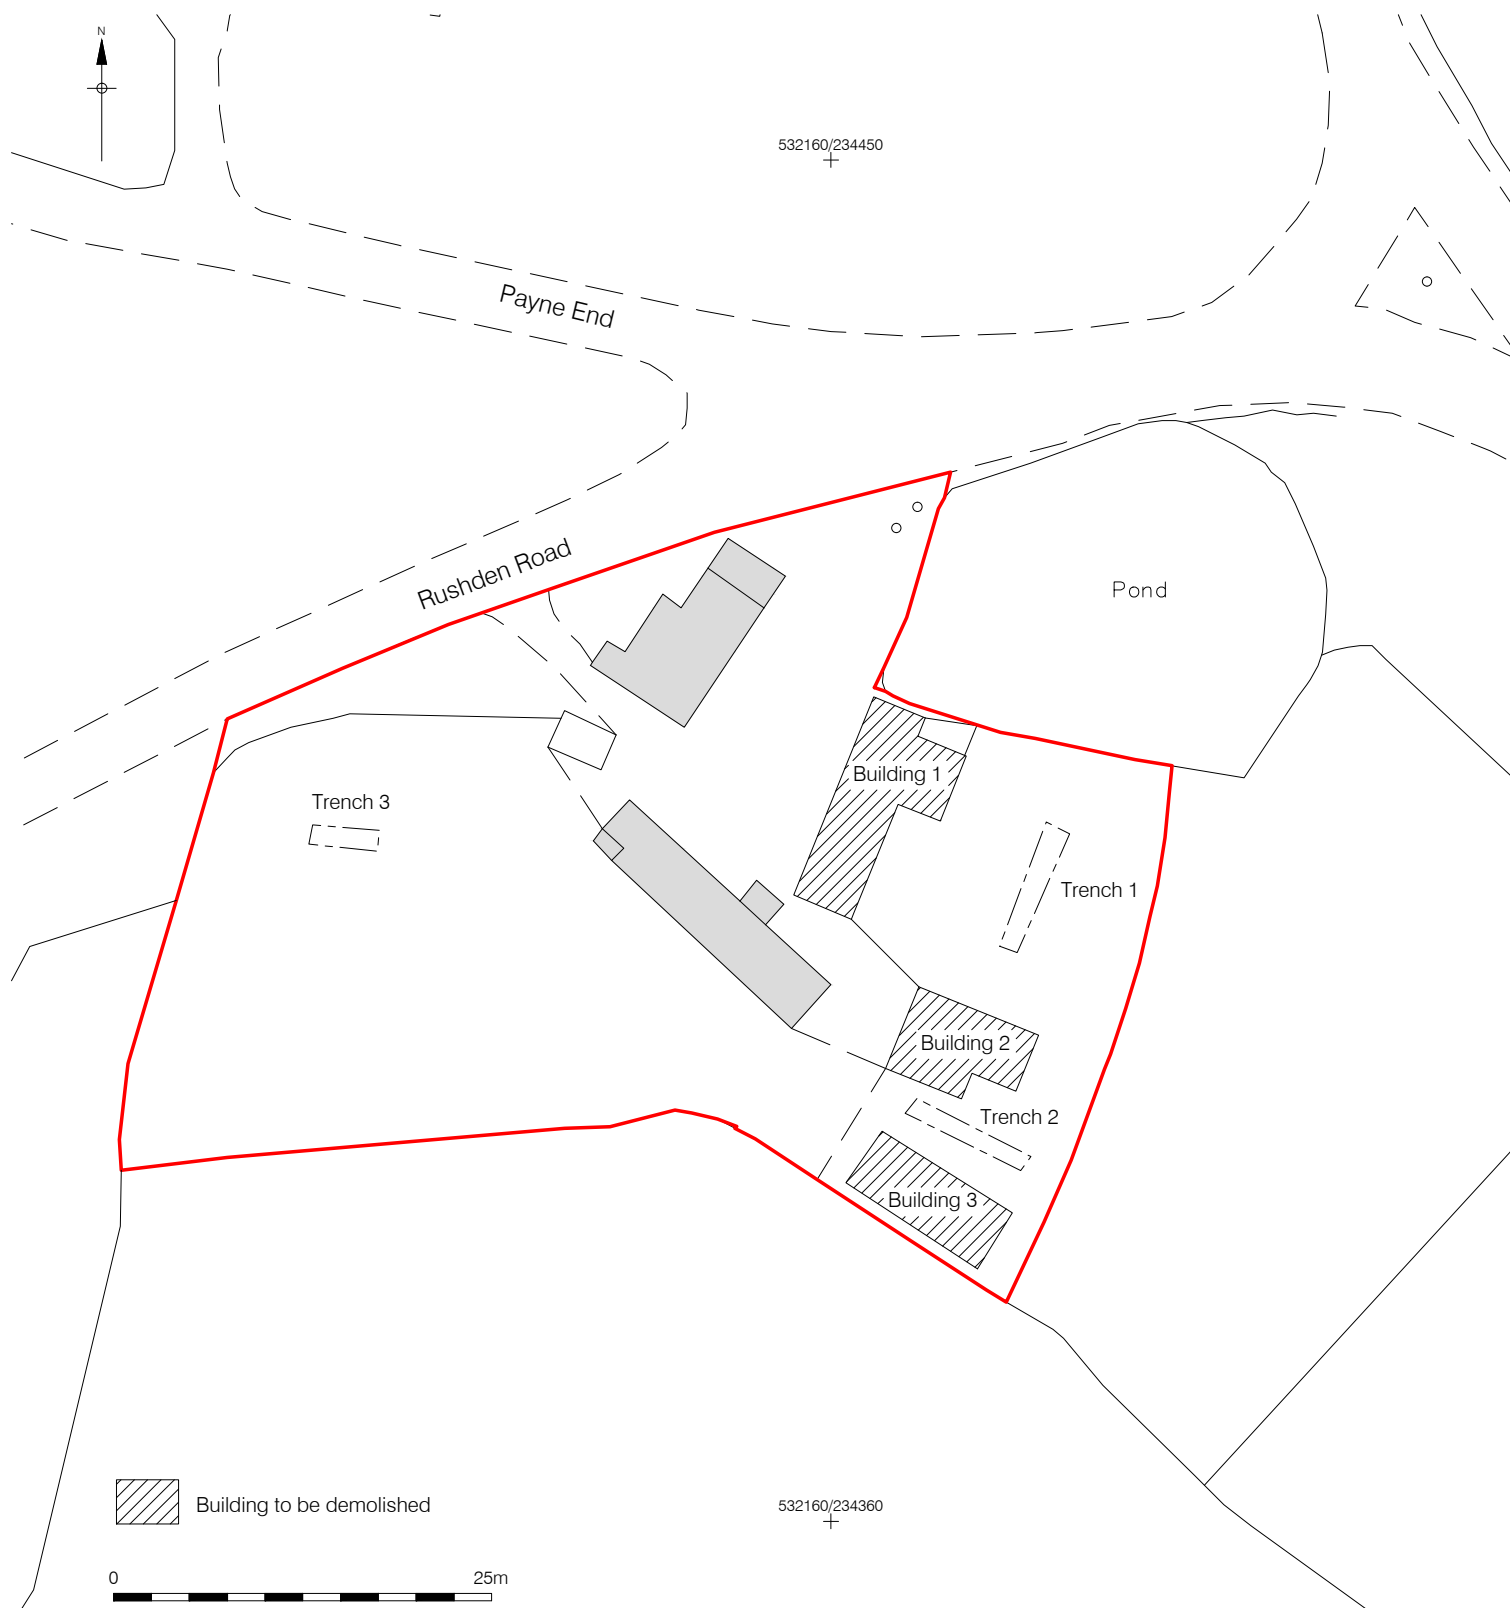 N
532160/234450
Payne End
Rushden Road
Pond
Building 1
Trench 3
Trench 1
Building 2
Trench 2
Building 3
Building to be demolished
532160/234360
0 25m